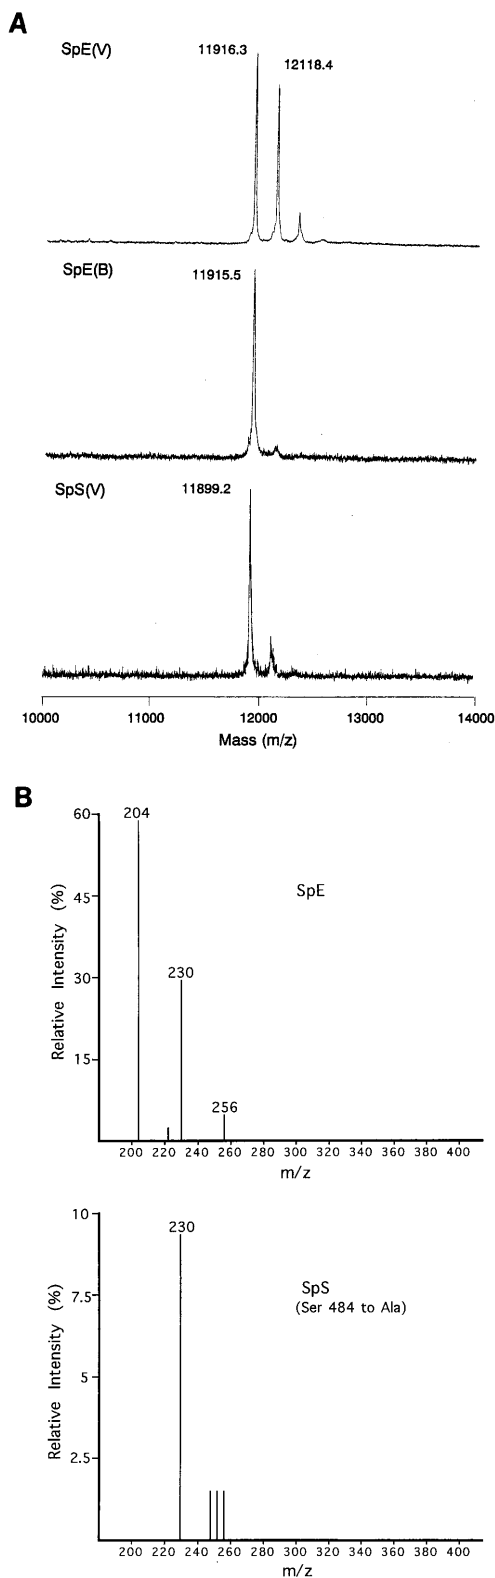 A
SpE(V)
11916.3
12118.4
SpE(B)
11915.5
SpS(V)
11899.2
10000 11000 12000 13000 14000
Mass (m/z)
B
60
45
30
15
Relative Intensity (%)
204
230
256
SpE
200 220 240 260 280 300 320 340 360 380 400
m/z
10
7.5
5
2.5
Relative Intensity (%)
230
SpS
(Ser 484 to Ala)
200 220 240 260 280 300 320 340 360 380 400
m/z